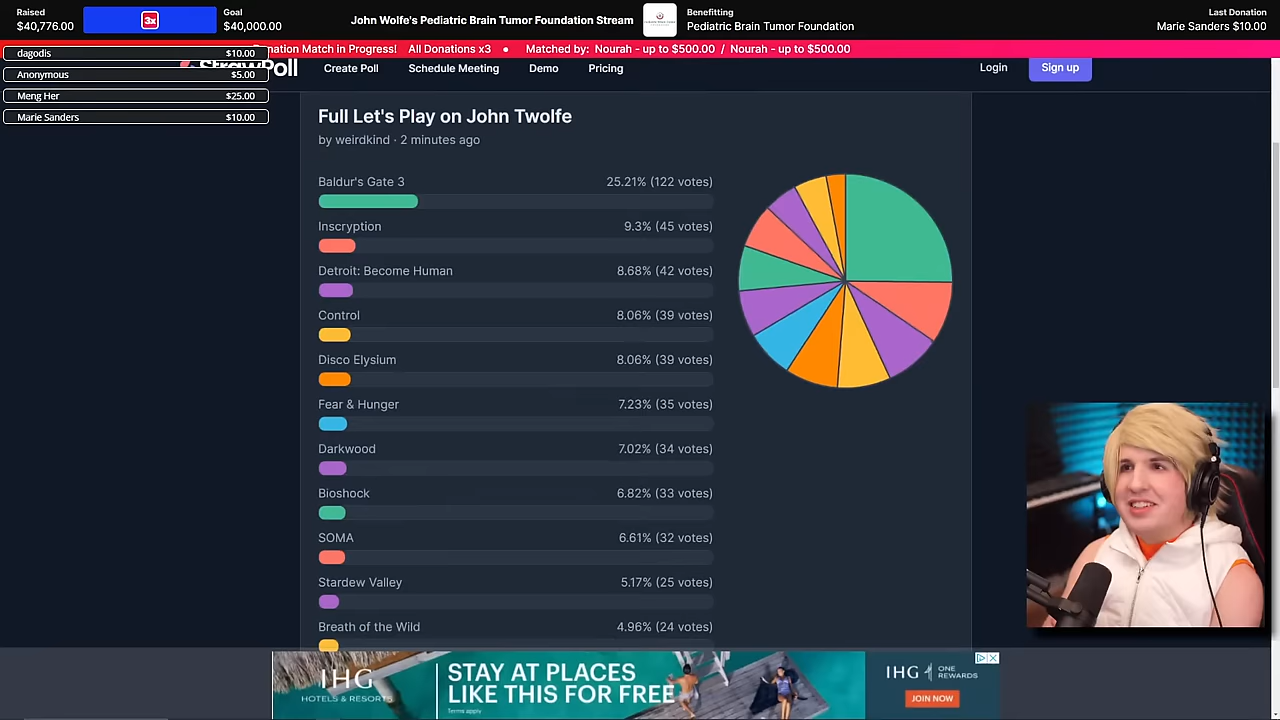 Raised
$40,776.00
3x
Goal
$40,000.00
John Wolfe's Pediatric Brain Tumor Foundation Stream
Benefitting
Pediatric Brain Tumor Foundation
Last Donation
Marie Sanders $10.00
Donation Match in Progress! All Donations x3 • Matched by: Nourah - up to $500.00 / Nourah - up to $500.00
dagodis $10.00
Anonymous $5.00
Meng Her $25.00
Marie Sanders $10.00
StrawPoll
Create Poll
Schedule Meeting
Demo
Pricing
Login
Sign up
Full Let's Play on John Twolfe
by weirdkind · 2 minutes ago
Baldur's Gate 3 25.21% (122 votes)
Inscryption 9.3% (45 votes)
Detroit: Become Human 8.68% (42 votes)
Control 8.06% (39 votes)
Disco Elysium 8.06% (39 votes)
Fear & Hunger 7.23% (35 votes)
Darkwood 7.02% (34 votes)
Bioshock 6.82% (33 votes)
SOMA 6.61% (32 votes)
Stardew Valley 5.17% (25 votes)
Breath of the Wild 4.96% (24 votes)
IHG
HOTELS & RESORTS
STAY AT PLACES
LIKE THIS FOR FREE
Terms apply
IHG ONE
REWARDS
JOIN NOW